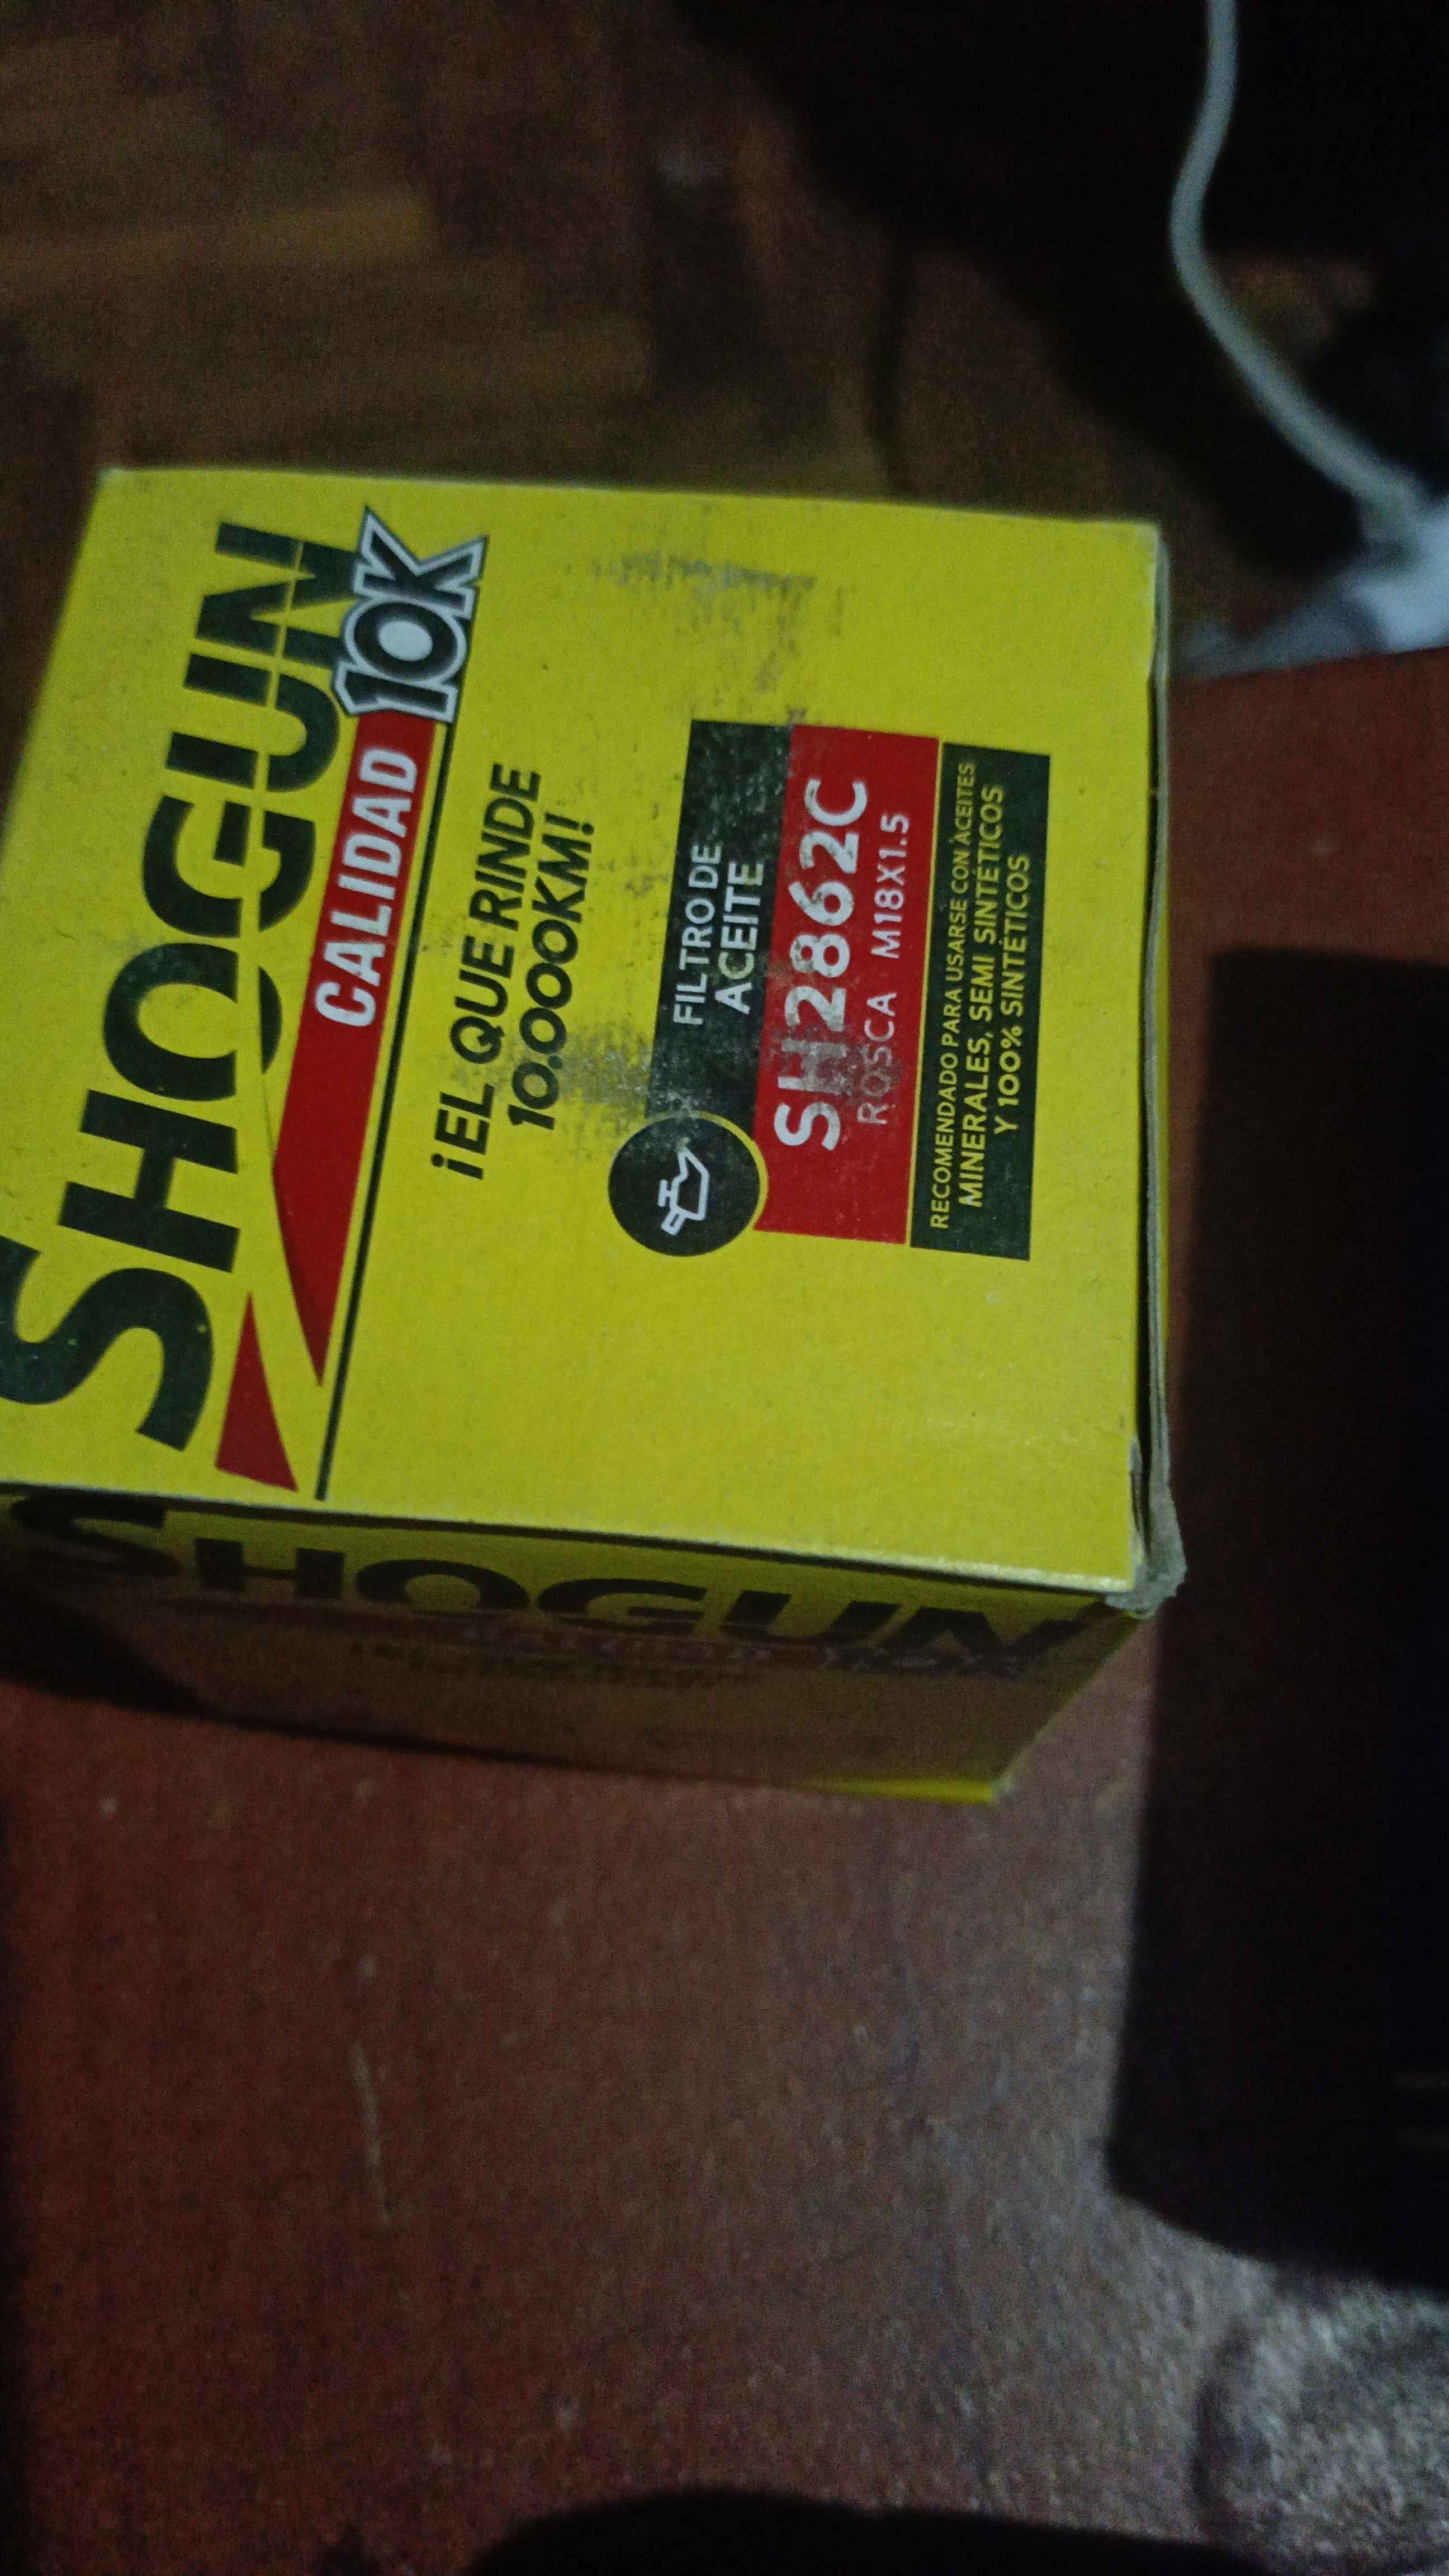 SHOGUN
CALIDAD 10K
¡EL QUE RINDE
10.000KM!
FILTRO DE
ACEITE
SH2862C
ROSCA M18X1.5
RECOMENDADO PARA USARSE CON ACEITES
MINERALES, SEMI SINTÉTICOS
Y 100% SINTÉTICOS
SHOGUN